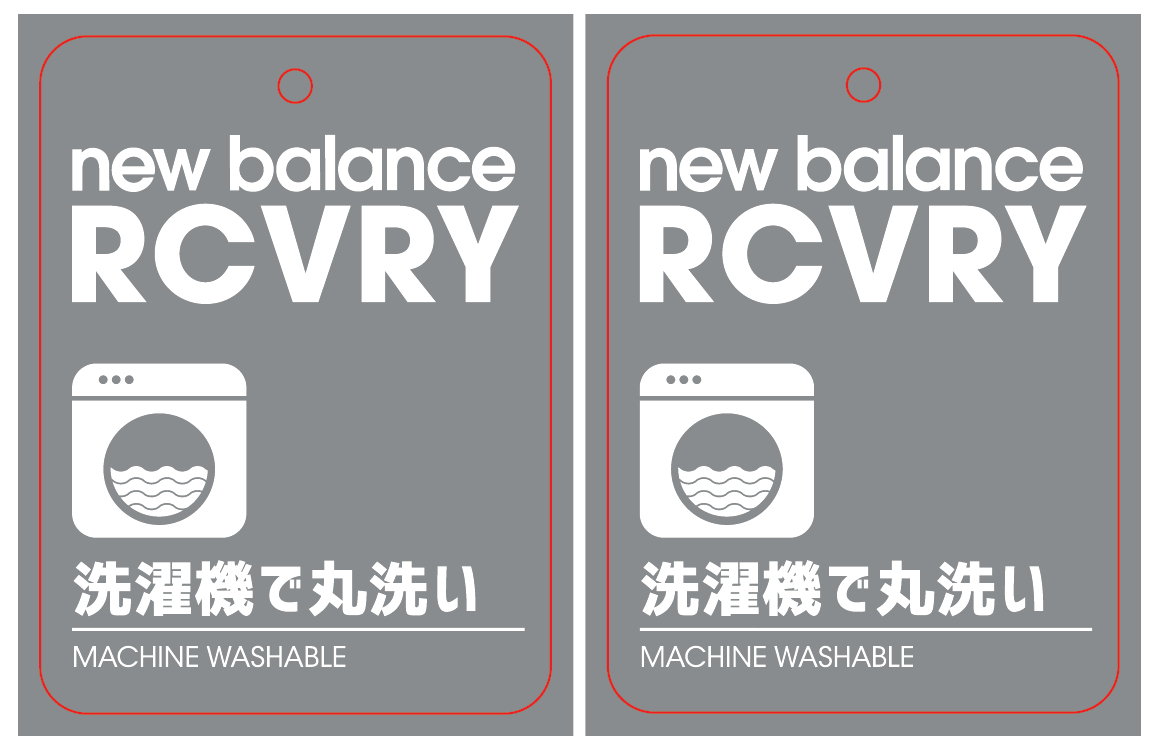 new balance
RCVRY
洗濯機で丸洗い
MACHINE WASHABLE
new balance
RCVRY
洗濯機で丸洗い
MACHINE WASHABLE